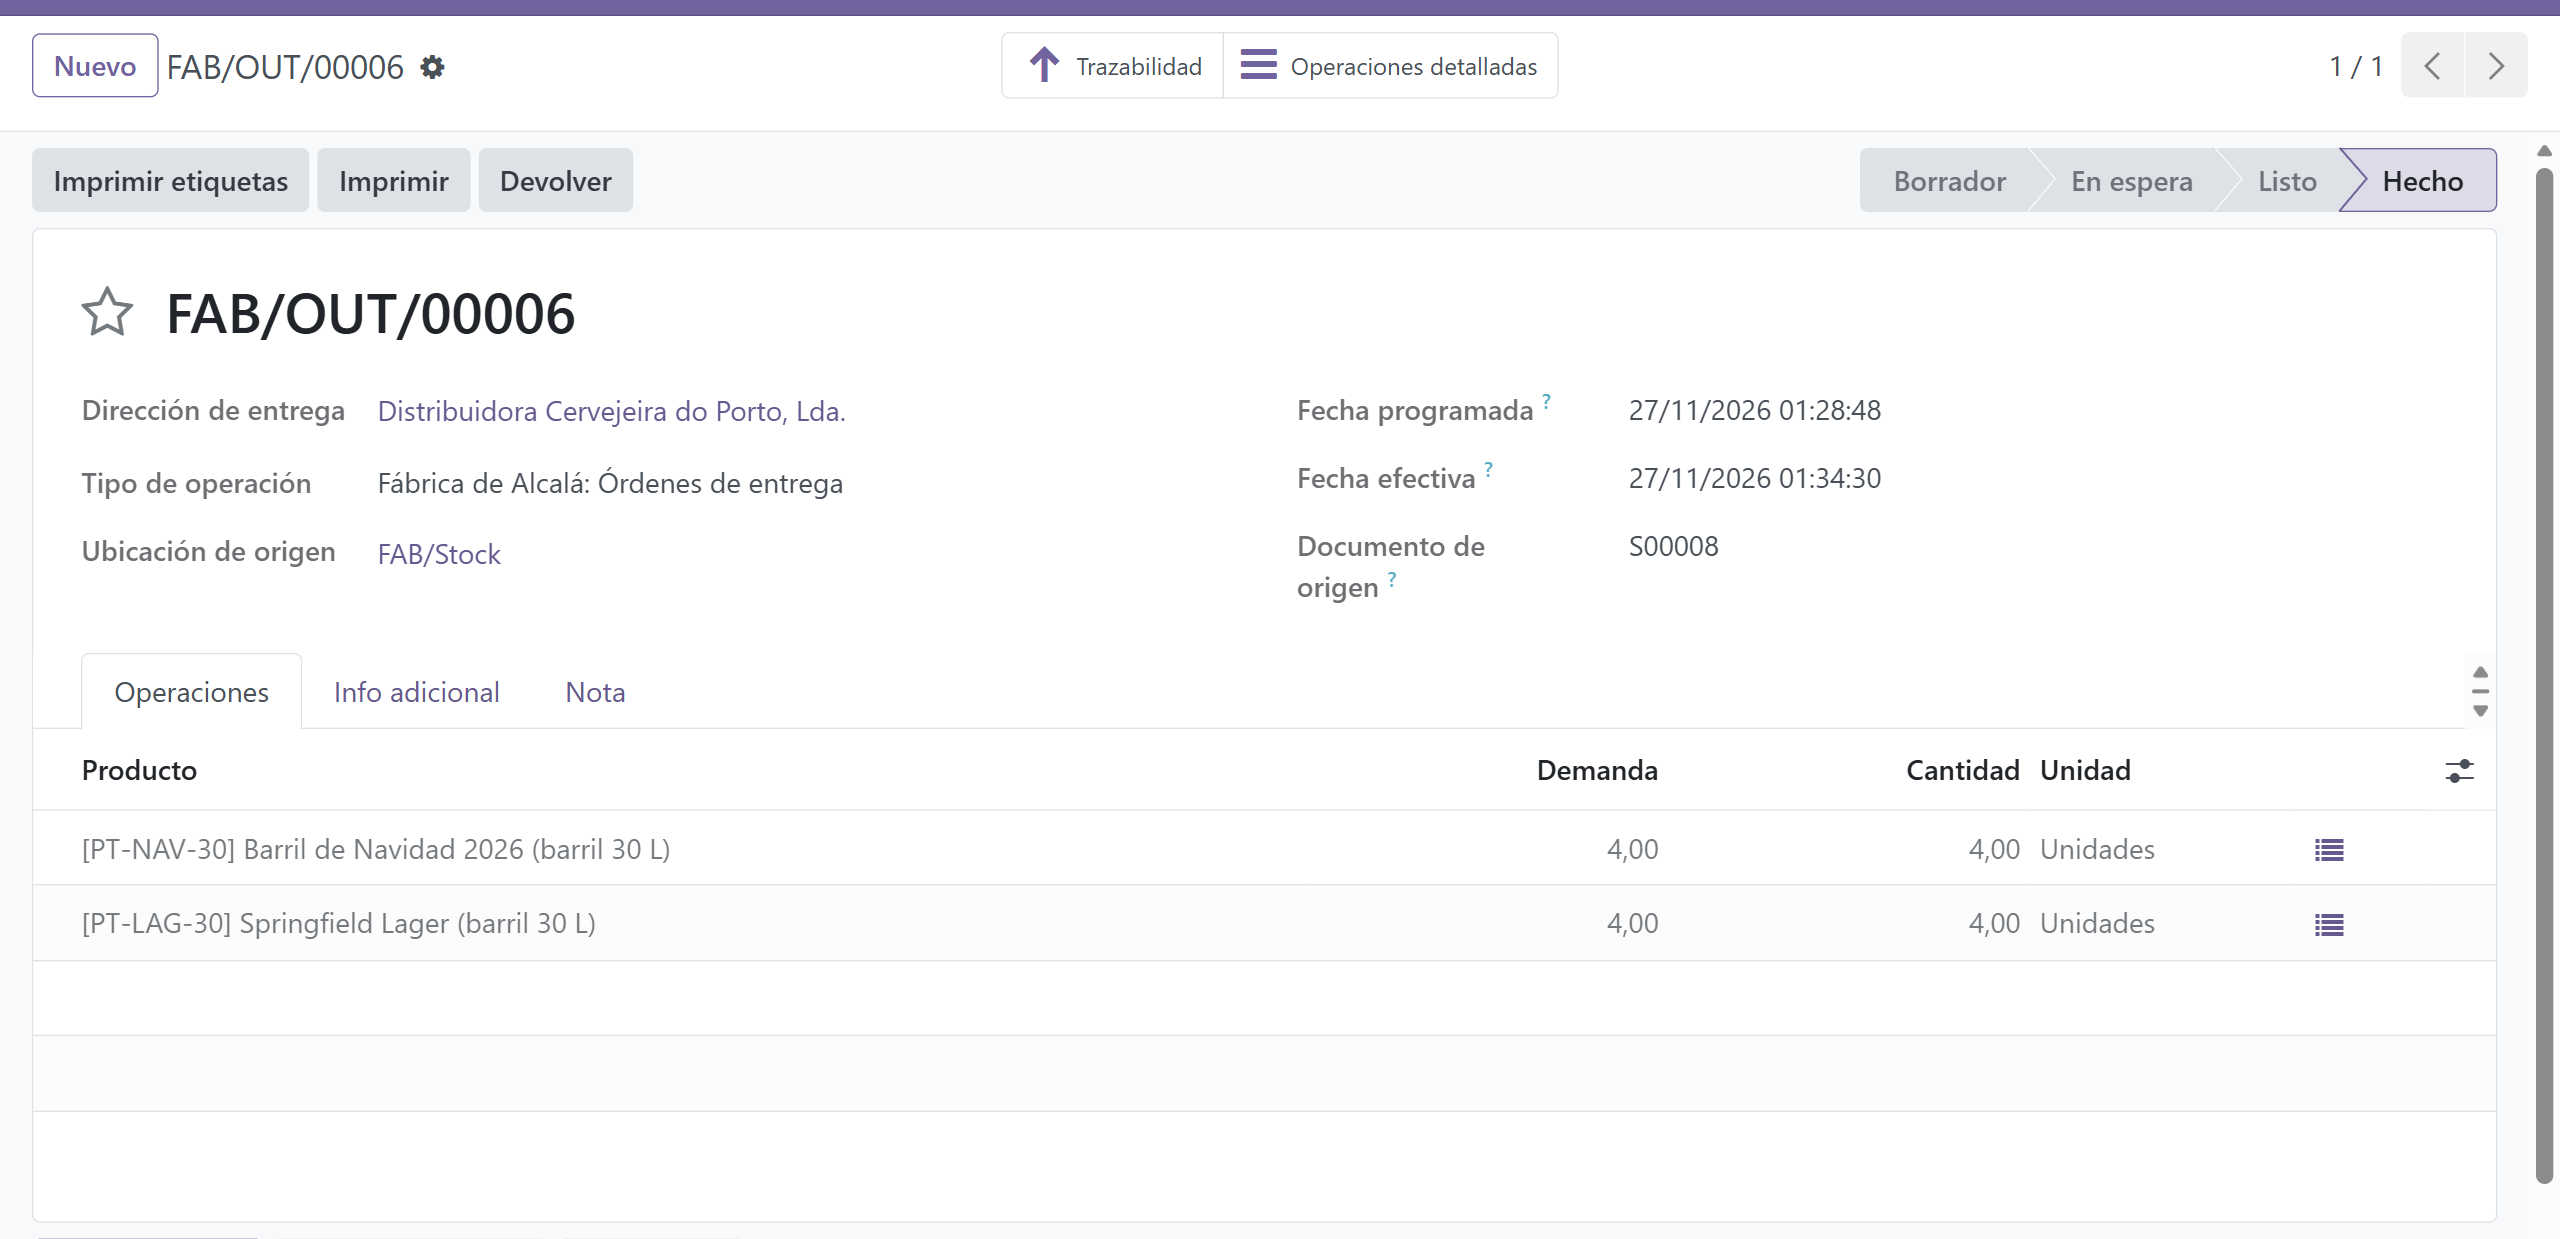 Nuevo FAB/OUT/00006 Trazabilidad Operaciones detalladas 1 / 1
Imprimir etiquetas Imprimir Devolver Borrador En espera Listo Hecho
FAB/OUT/00006
Dirección de entrega Distribuidora Cervejeira do Porto, Lda. Fecha programada ? 27/11/2026 01:28:48
Tipo de operación Fábrica de Alcalá: Órdenes de entrega Fecha efectiva ? 27/11/2026 01:34:30
Ubicación de origen FAB/Stock Documento de origen ? S00008
Operaciones Info adicional Nota
Producto Demanda Cantidad Unidad
[PT-NAV-30] Barril de Navidad 2026 (barril 30 L) 4,00 4,00 Unidades
[PT-LAG-30] Springfield Lager (barril 30 L) 4,00 4,00 Unidades